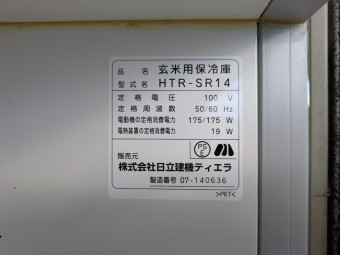 品名 玄米用保冷庫
型式名 HTR-SR14
定格電圧 100 V
定格周波数 50/60 Hz
電動機の定格消費電力 175/175 W
電熱装置の定格消費電力 19 W
PSE
販売元
株式会社日立建機ティエラ
製造番号 07-140636
>PET<